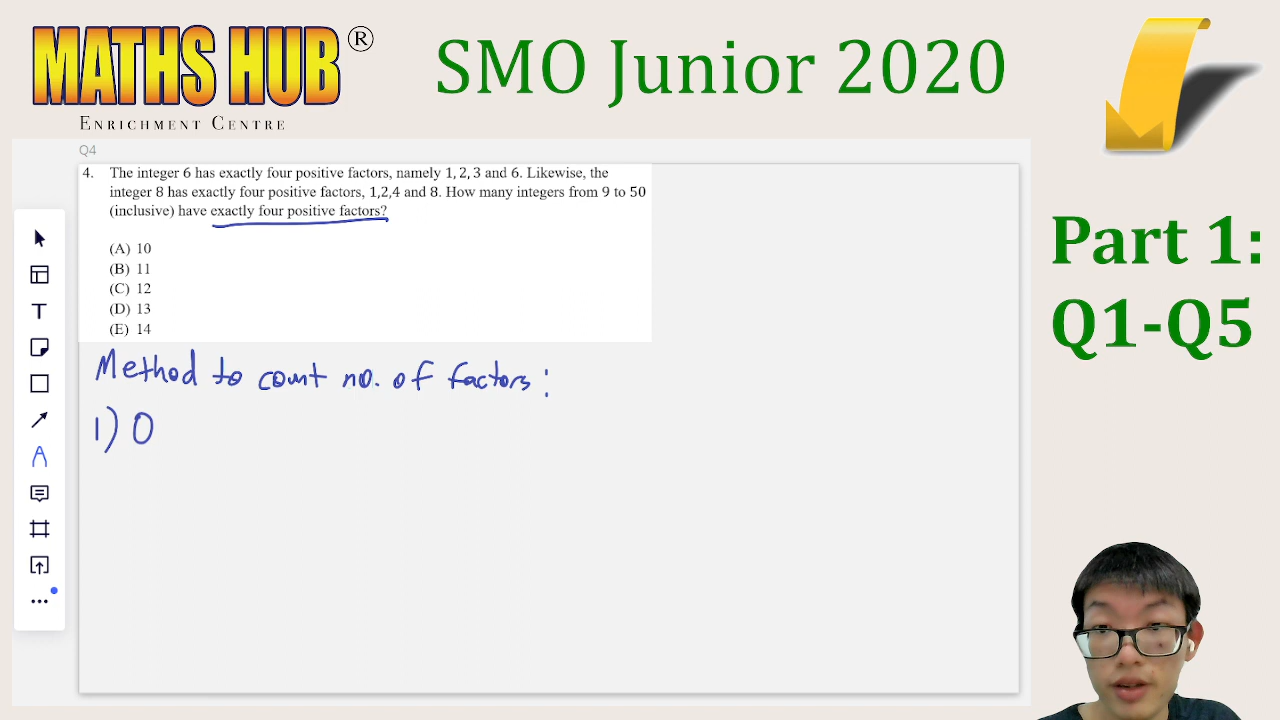 MATHS HUB®
ENRICHMENT CENTRE
SMO Junior 2020
Part 1:
Q1-Q5
Q4
4. The integer 6 has exactly four positive factors, namely 1, 2, 3 and 6. Likewise, the
integer 8 has exactly four positive factors, 1,2,4 and 8. How many integers from 9 to 50
(inclusive) have exactly four positive factors?
(A) 10
(B) 11
(C) 12
(D) 13
(E) 14
Method to count no. of factors:
1) O